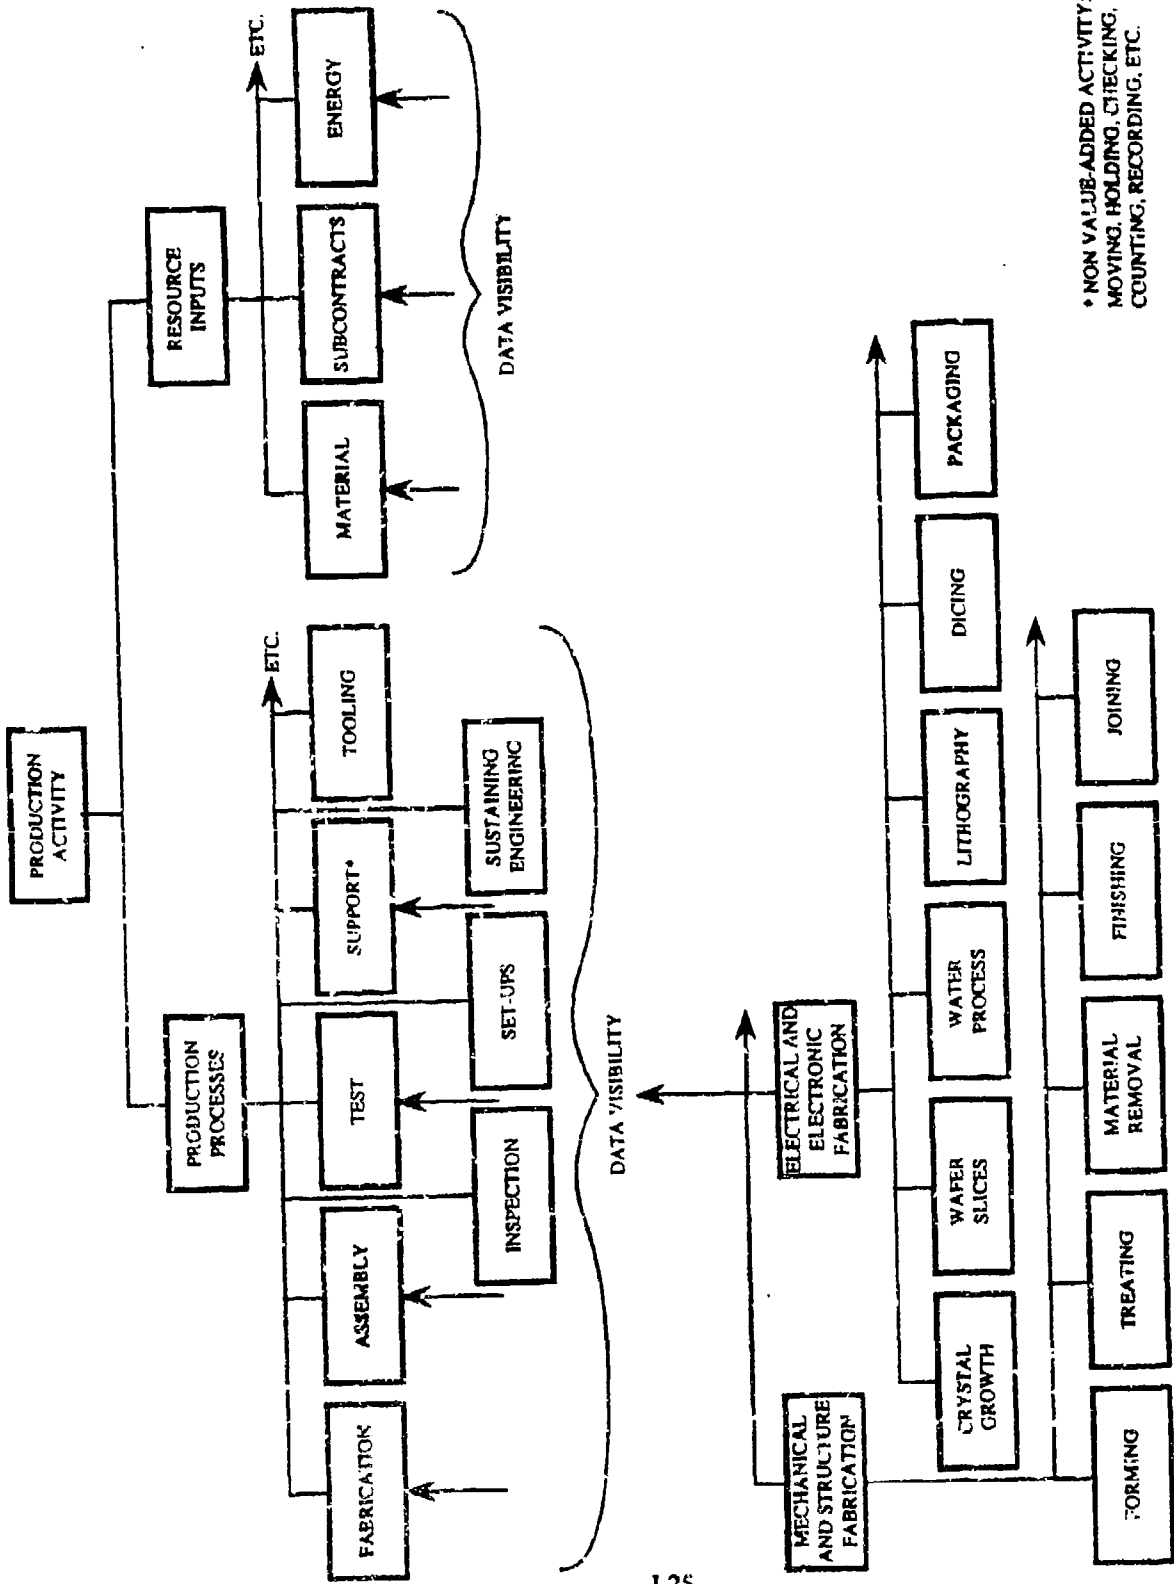 PRODUCTION
ACTIVITY
PRODUCTION
PROCESSES
RESOURCE
INPUTS
ETC.
ETC.
FABRICATION
ASSEMBLY
TEST
SUPPORT*
TOOLING
MATERIAL
SUBCONTRACTS
ENERGY
INSPECTION
SET-UPS
SUSTAINING
ENGINEERING
DATA VISIBILITY
DATA VISIBILITY
MECHANICAL
AND STRUCTURE
FABRICATION
ELECTRICAL AND
ELECTRONIC
FABRICATION
CRYSTAL
GROWTH
WAFER
SLICES
WATER
PROCESS
LITHOGRAPHY
DICING
PACKAGING
FORMING
TREATING
MATERIAL
REMOVAL
FINISHING
JOINING
* NON VALUE-ADDED ACTIVITY:
MOVING, HOLDING, CHECKING,
COUNTING, RECORDING, ETC.